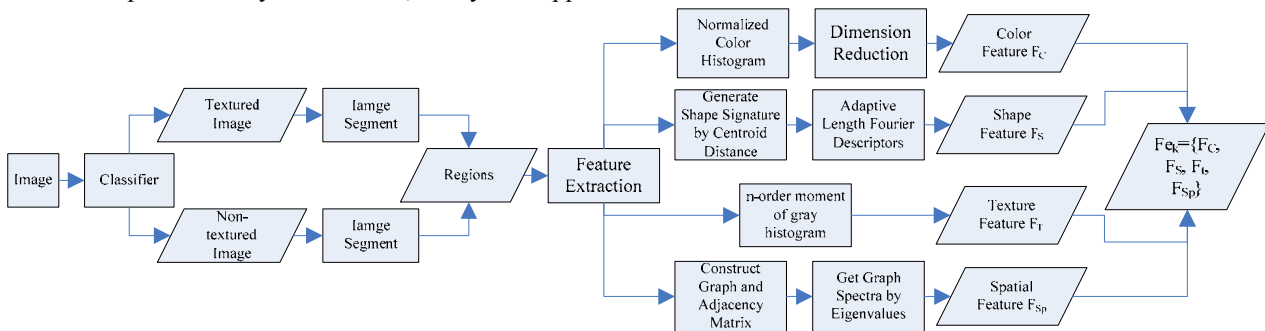 Image
Classifier
Textured
Image
Iamge
Segment
Non-
textured
Image
Iamge
Segment
Regions
Feature
Extraction
Normalized
Color
Histogram
Dimension
Reduction
Color
Feature F_C
Generate
Shape Signature
by Centroid
Distance
Adaptive
Length Fourier
Descriptors
Shape
Feature F_S
n-order moment
of gray
histogram
Texture
Feature F_T
Construct
Graph and
Adjacency
Matrix
Get Graph
Spectra by
Eigenvalues
Spatial
Feature F_Sp
Fe_k={F_C,
F_S, F_t,
F_Sp}